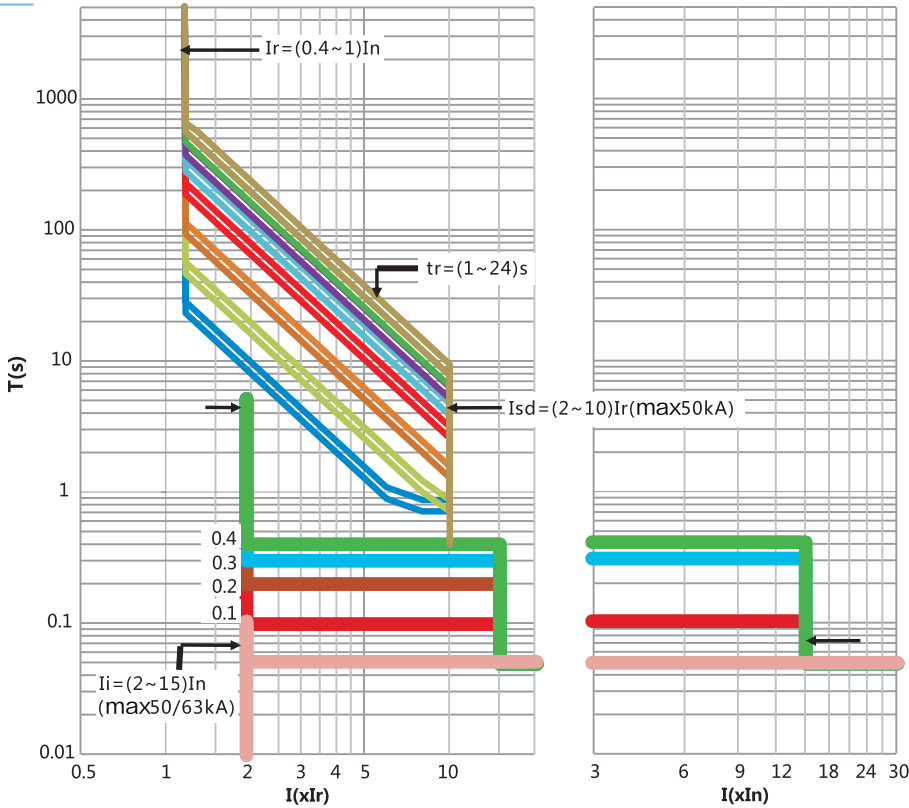 Ir=(0.4~1)In
1000
100
tr=(1~24)s
10
T(s)
Isd=(2~10)Ir(max50kA)
1
0.4
0.3
0.2
0.1
0.1
Ii=(2~15)In
(max50/63kA)
0.01
0.5 1 2 3 4 5 10 3 6 9 12 18 24 30
I(xIr) I(xIn)